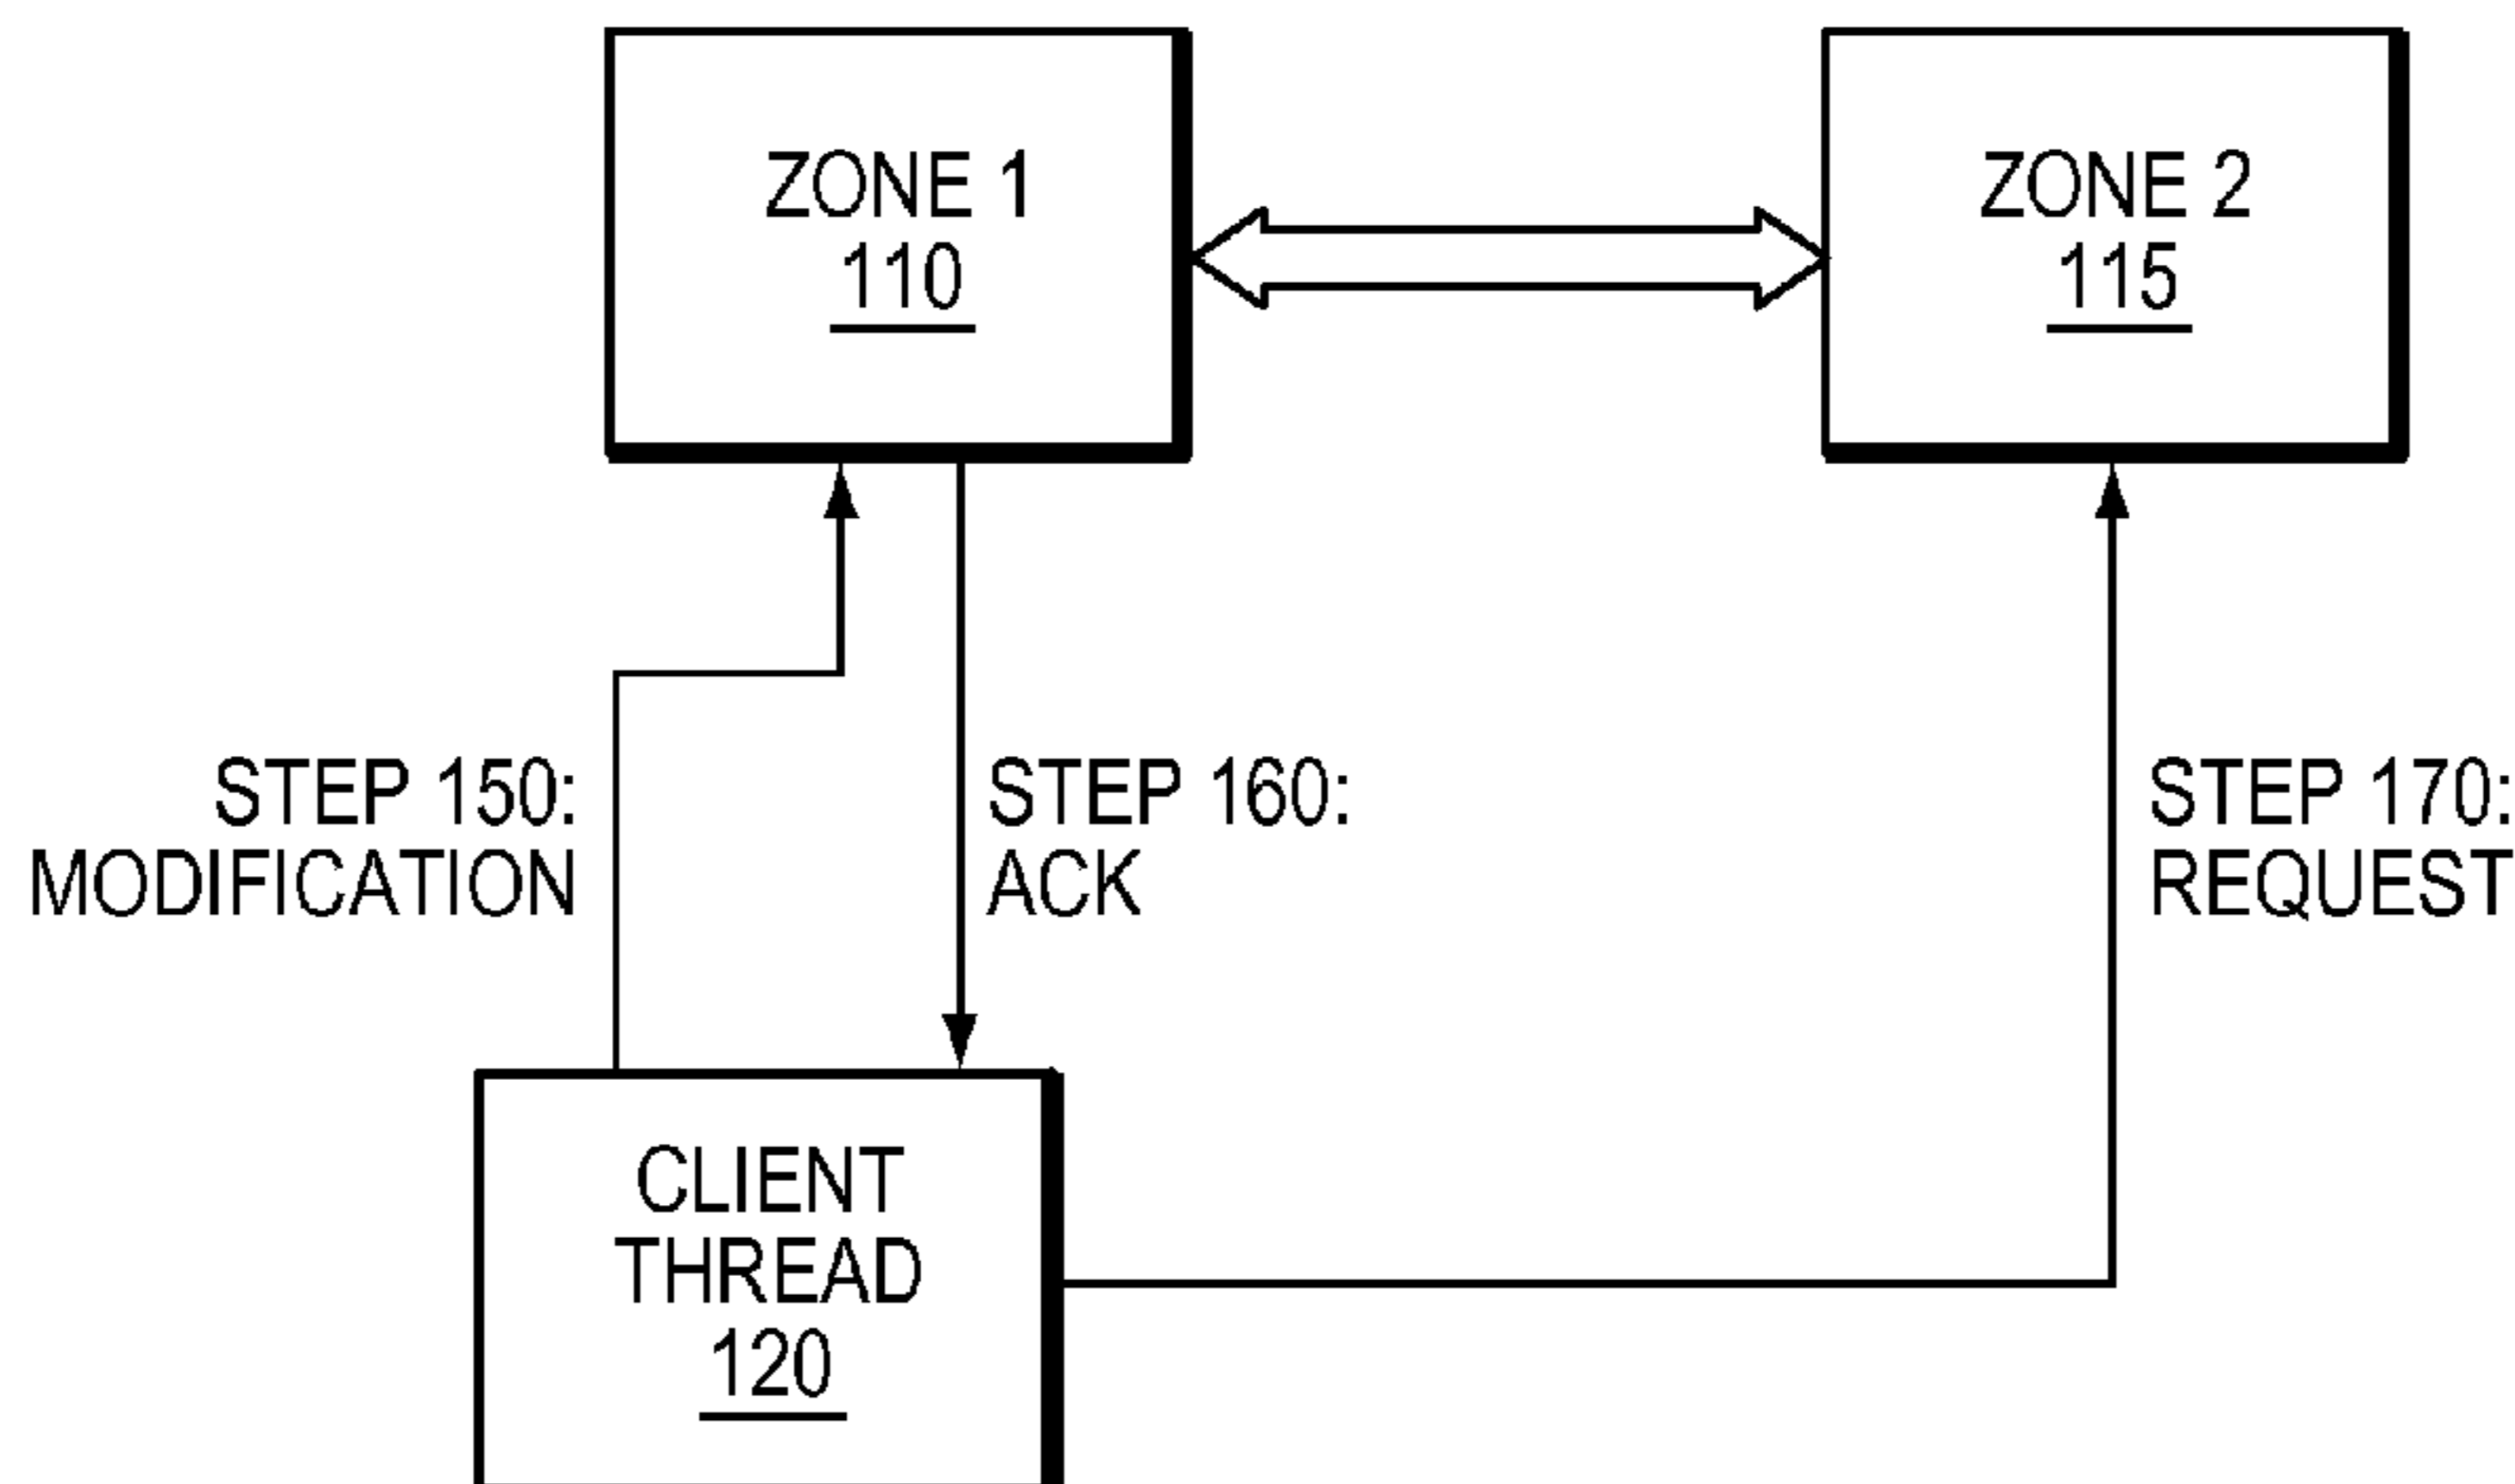 ZONE 1
110
ZONE 2
115
STEP 150:
MODIFICATION
STEP 160:
ACK
STEP 170:
REQUEST
CLIENT
THREAD
120